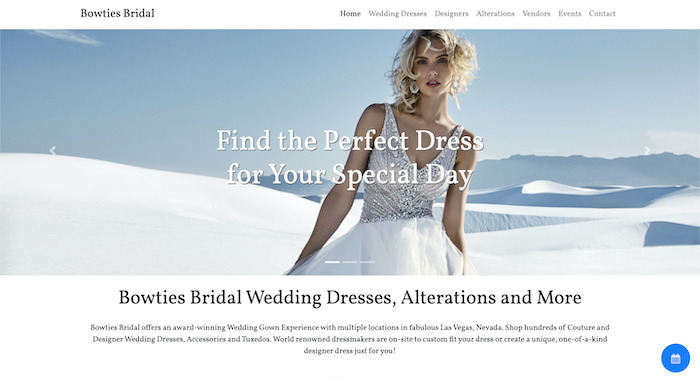 Bowties Bridal
Home Wedding Dresses Designers Alterations Vendors Events Contact
Find the Perfect Dress
for Your Special Day
Bowties Bridal Wedding Dresses, Alterations and More
Bowties Bridal offers an award-winning Wedding Gown Experience with multiple locations in fabulous Las Vegas, Nevada. Shop hundreds of Couture and
Designer Wedding Dresses, Accessories and Tuxedos. World renowned dressmakers are on-site to custom fit your dress or create a unique, one-of-a-kind
designer dress just for you!